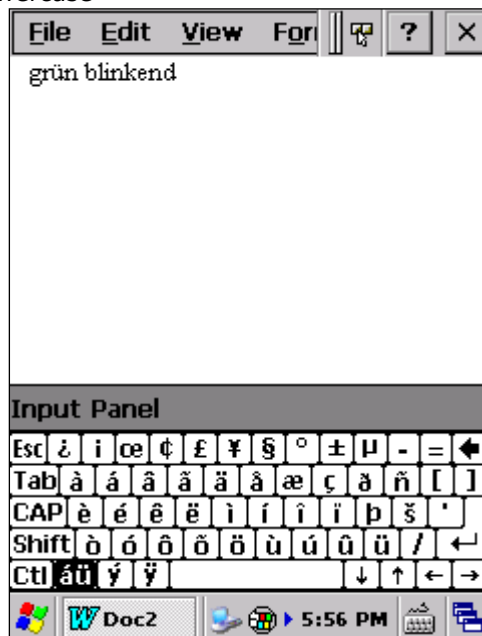 File Edit View For ? ×
grün blinkend
Input Panel
Esc ¿ ¡ œ ¢ £ ¥ § ° ± µ - =
Tab à á â ã ä å æ ç ð ñ [ ]
CAP è é ê ë ì í î ï þ š '
Shift ò ó ô õ ö ù ú û ü /
Ctl áü ý ÿ ↓ ↑ ← →
Doc2 5:56 PM